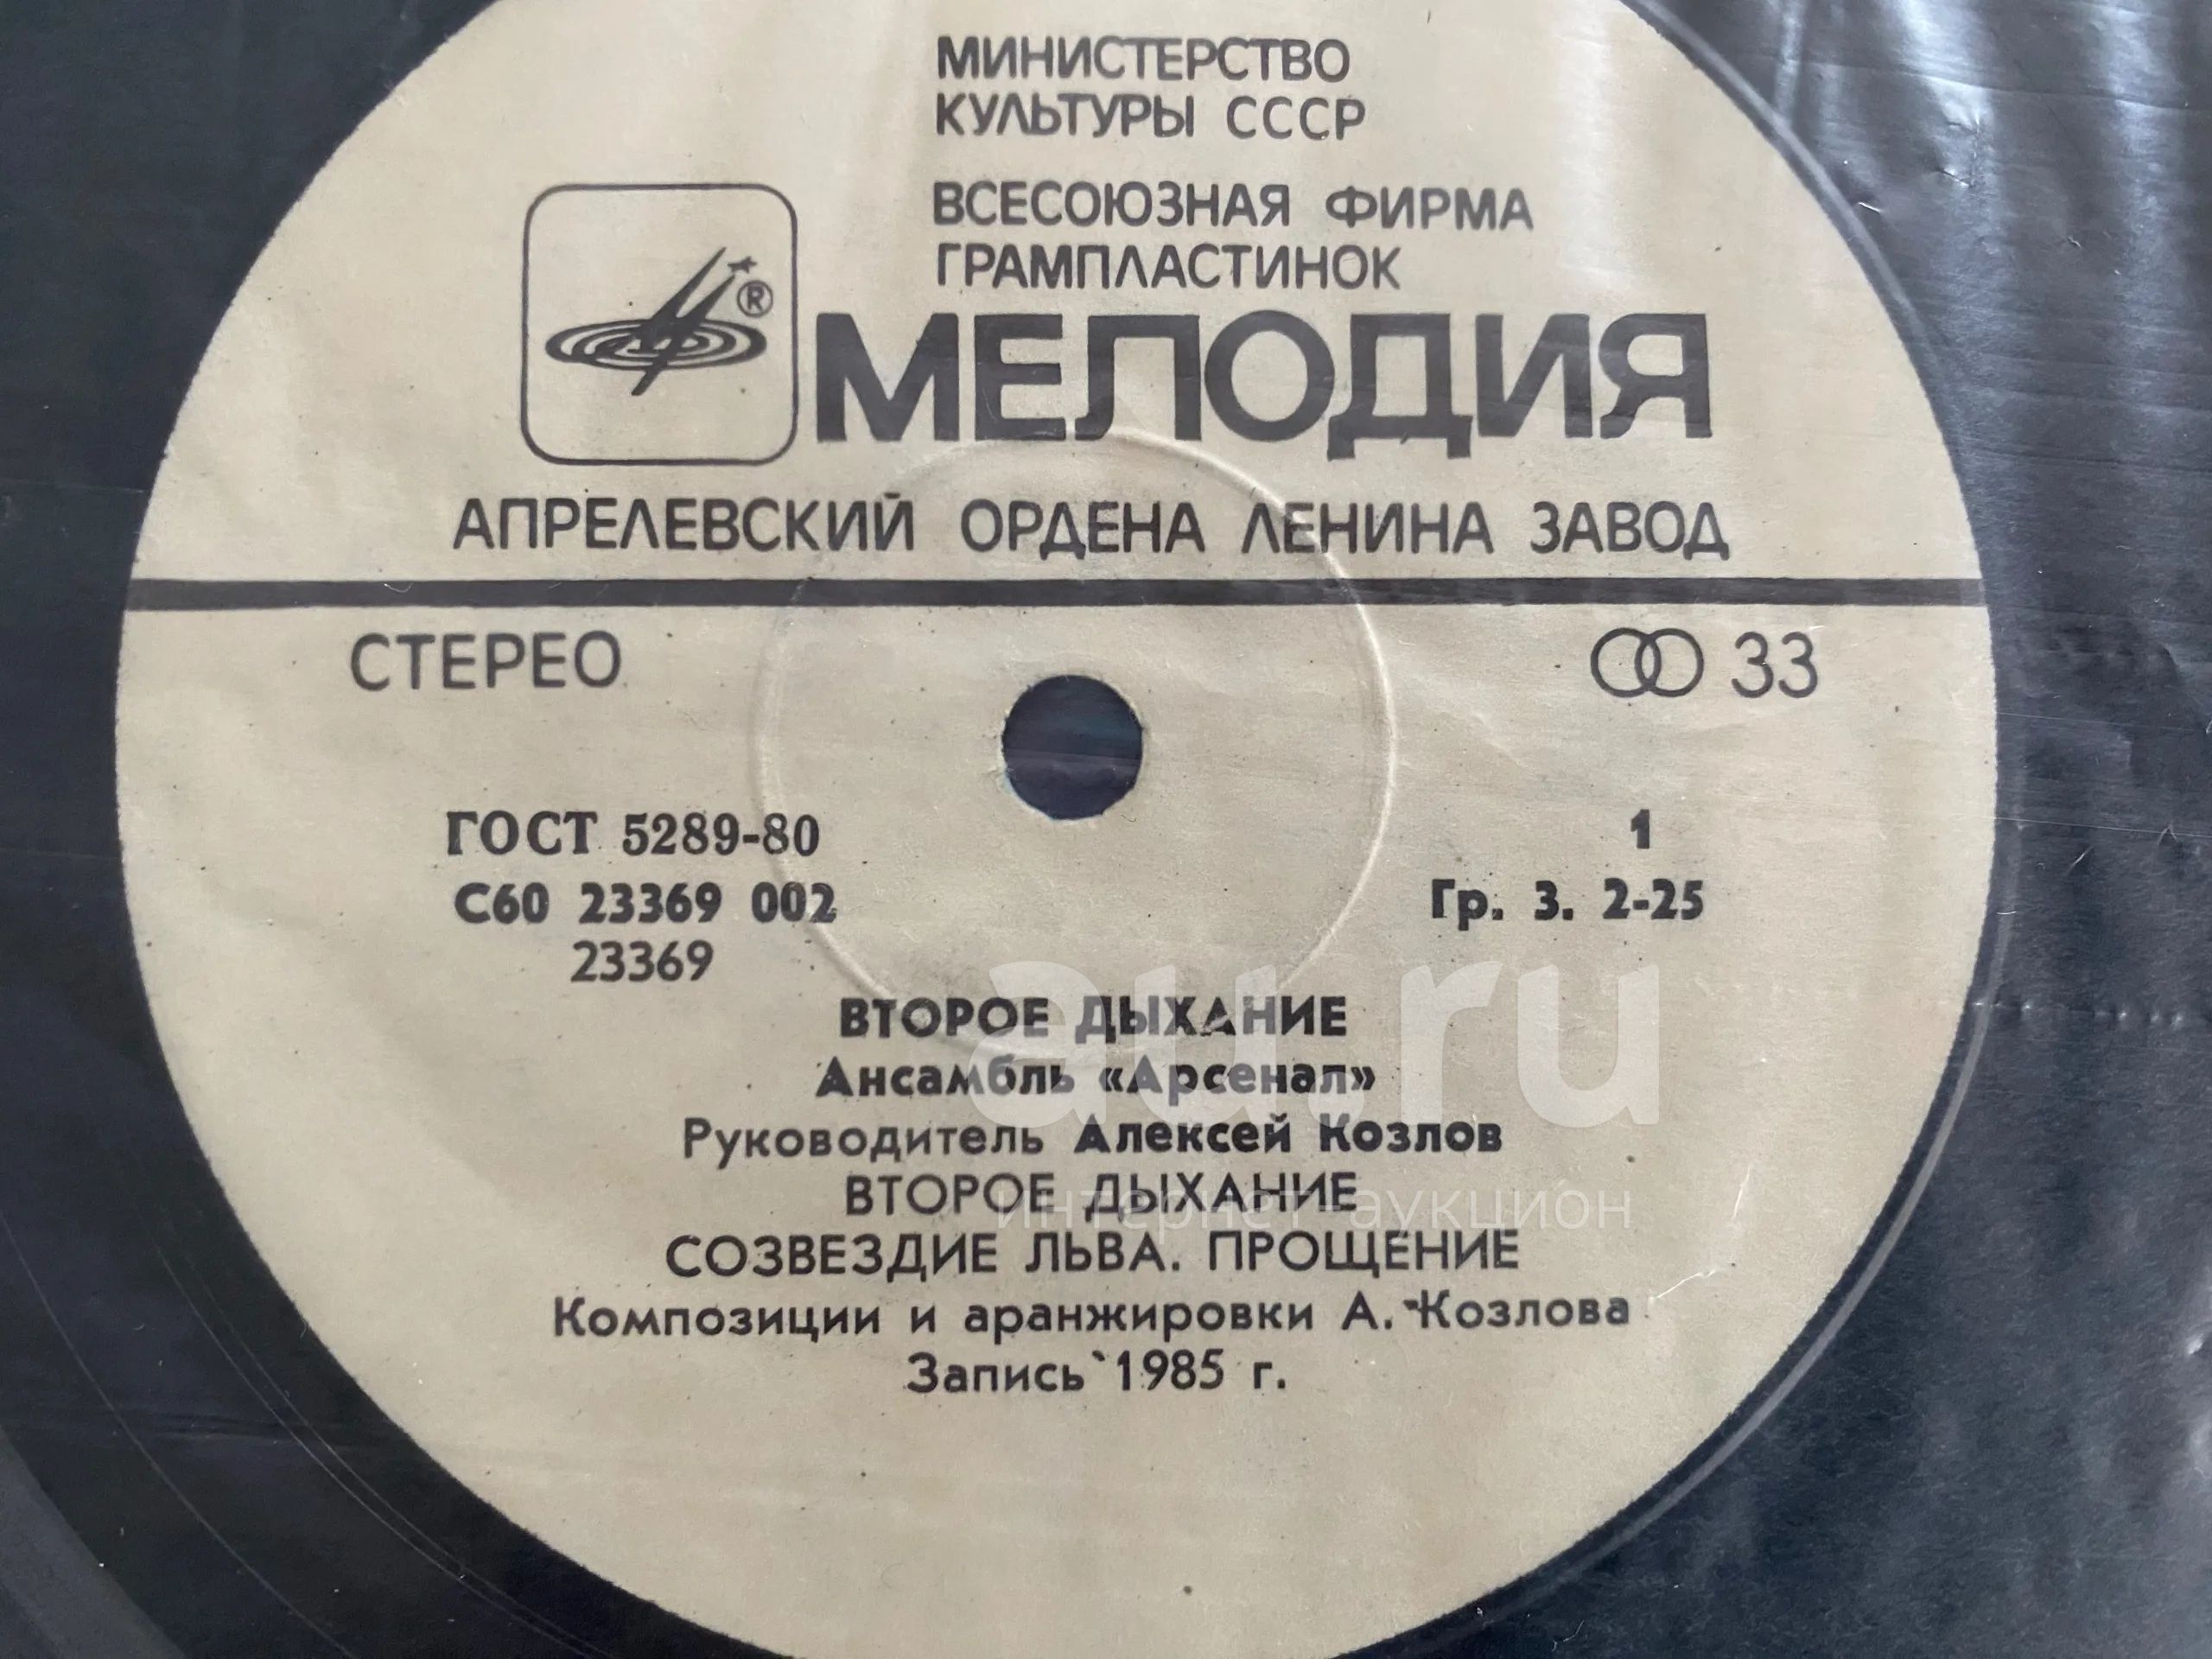 МИНИСТЕРСТВО
КУЛЬТУРЫ СССР
ВСЕСОЮЗНАЯ ФИРМА
ГРАМПЛАСТИНОК
®
МЕЛОДИЯ
АПРЕЛЕВСКИЙ ОРДЕНА ЛЕНИНА ЗАВОД
СТЕРЕО
33
ГОСТ 5289-80
1
С60 23369 002
Гр. 3. 2-25
23369
ВТОРОЕ ДЫХАНИЕ
Ансамбль «Арсенал»
Руководитель Алексей Козлов
ВТОРОЕ ДЫХАНИЕ
СОЗВЕЗДИЕ ЛЬВА. ПРОЩЕНИЕ
Композиции и аранжировки А. Козлова
Запись 1985 г.
au.ru
интернет-аукцион